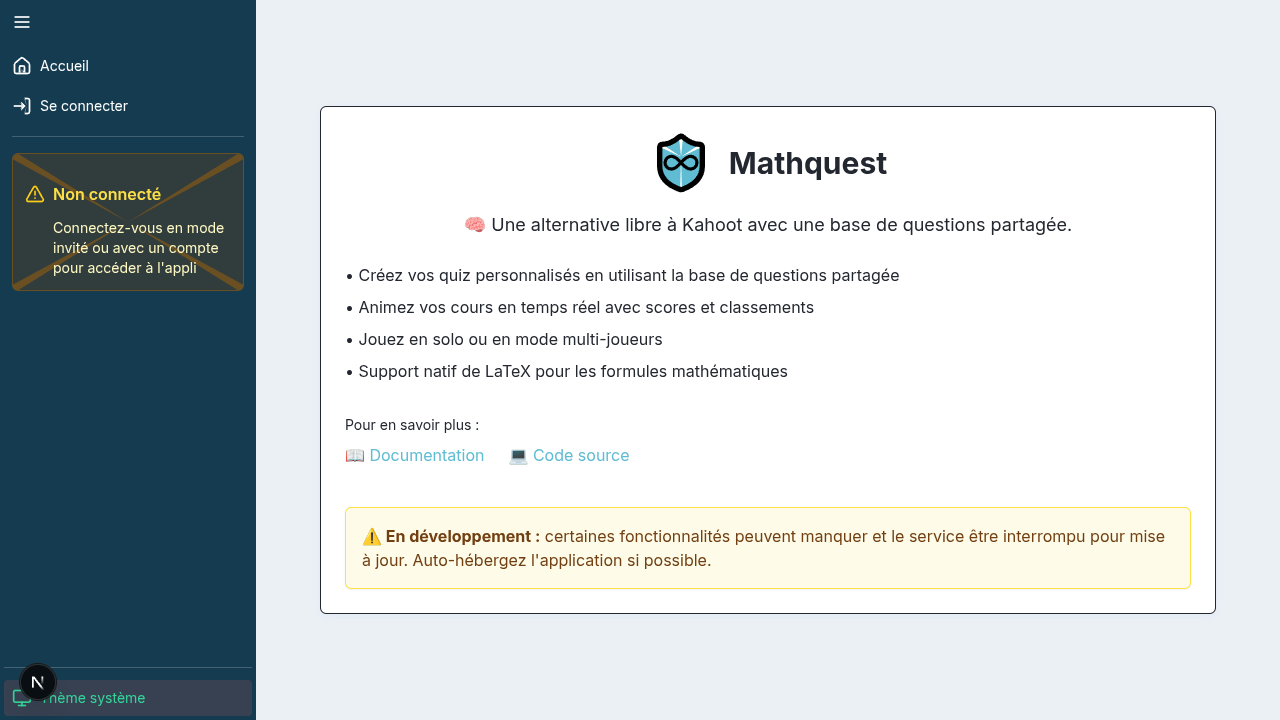 Accueil
Se connecter
Non connecté
Connectez-vous en mode
invité ou avec un compte
pour accéder à l'appli
Mathquest
🧠 Une alternative libre à Kahoot avec une base de questions partagée.
• Créez vos quiz personnalisés en utilisant la base de questions partagée
• Animez vos cours en temps réel avec scores et classements
• Jouez en solo ou en mode multi-joueurs
• Support natif de LaTeX pour les formules mathématiques
Pour en savoir plus :
📖 Documentation 💻 Code source
⚠️ En développement : certaines fonctionnalités peuvent manquer et le service être interrompu pour mise
à jour. Auto-hébergez l'application si possible.
N
Thème système